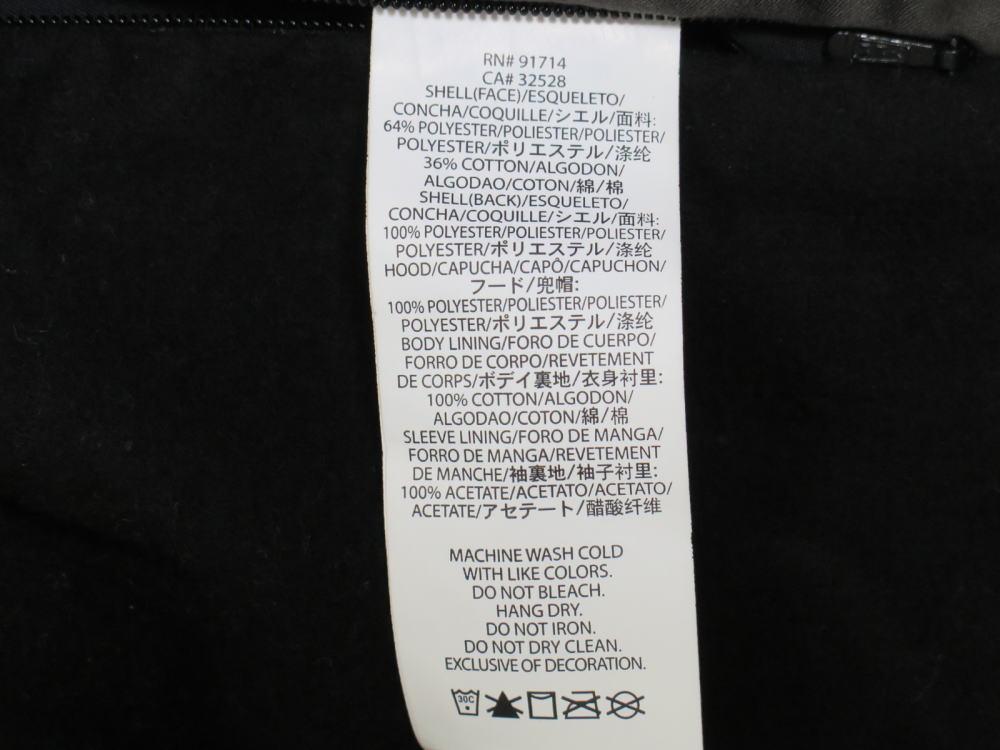 RN# 91714
CA# 32528
SHELL(FACE)/ESQUELETO/
CONCHA/COQUILLE/シエル/面料:
64% POLYESTER/POLIESTER/POLIESTER/
POLYESTER/ポリエステル/涤纶
36% COTTON/ALGODON/
ALGODAO/COTON/綿/棉
SHELL(BACK)/ESQUELETO/
CONCHA/COQUILLE/シエル/面料:
100% POLYESTER/POLIESTER/POLIESTER/
POLYESTER/ポリエステル/涤纶
HOOD/CAPUCHA/CAPÔ/CAPUCHON/
フード/兜帽:
100% POLYESTER/POLIESTER/POLIESTER/
POLYESTER/ポリエステル/涤纶
BODY LINING/FORO DE CUERPO/
FORRO DE CORPO/REVETEMENT
DE CORPS/ボデイ裏地/衣身衬里:
100% COTTON/ALGODON/
ALGODAO/COTON/綿/棉
SLEEVE LINING/FORO DE MANGA/
FORRO DE MANGA/REVETEMENT
DE MANCHE/袖裏地/袖子衬里:
100% ACETATE/ACETATO/ACETATO/
ACETATE/アセテート/醋酸纤维
MACHINE WASH COLD
WITH LIKE COLORS.
DO NOT BLEACH.
HANG DRY.
DO NOT IRON.
DO NOT DRY CLEAN.
EXCLUSIVE OF DECORATION.
30C